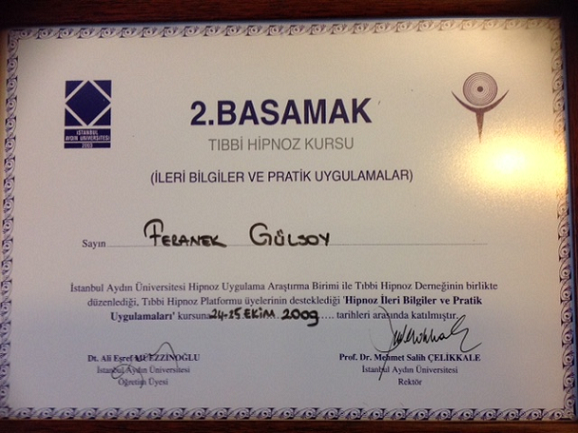 İSTANBUL
AYDIN ÜNİVERSİTESİ
2003
2.BASAMAK
TIBBİ HİPNOZ KURSU
(İLERİ BİLGİLER VE PRATİK UYGULAMALAR)
Sayın FERANEK GÜLSOY
İstanbul Aydın Üniversitesi Hipnoz Uygulama Araştırma Birimi ile Tıbbi Hipnoz Derneğinin birlikte
düzenlediği, Tıbbi Hipnoz Platformu üyelerinin desteklediği 'Hipnoz İleri Bilgiler ve Pratik
Uygulamaları' kursuna 24-25 EKİM 2009 tarihleri arasında katılmıştır.
Dt. Ali Eşref MÜEZZİNOĞLU
İstanbul Aydın Üniversitesi
Öğretim Üyesi
Prof. Dr. Mehmet Salih ÇELİKKALE
İstanbul Aydın Üniversitesi
Rektör